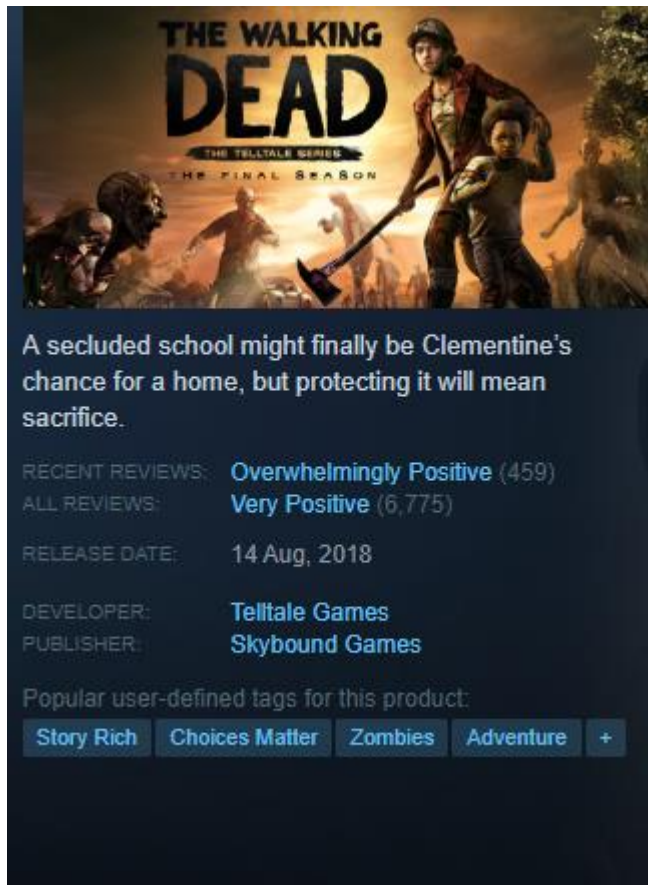 THE WALKING
DEAD
THE TELLTALE SERIES
THE FINAL SEASON
A secluded school might finally be Clementine's
chance for a home, but protecting it will mean
sacrifice.
RECENT REVIEWS: Overwhelmingly Positive (459)
ALL REVIEWS: Very Positive (6,775)
RELEASE DATE: 14 Aug, 2018
DEVELOPER: Telltale Games
PUBLISHER: Skybound Games
Popular user-defined tags for this product:
Story Rich Choices Matter Zombies Adventure +